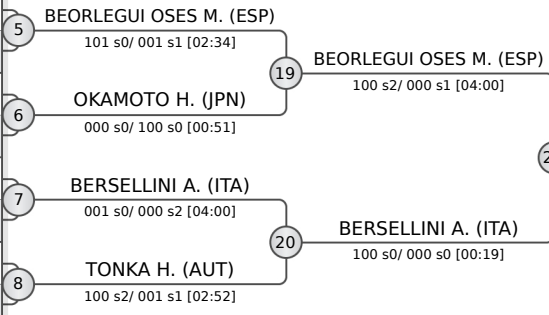 5
BEORLEGUI OSES M. (ESP)
101 s0/ 001 s1 [02:34]
19
BEORLEGUI OSES M. (ESP)
100 s2/ 000 s1 [04:00]
6
OKAMOTO H. (JPN)
000 s0/ 100 s0 [00:51]
7
BERSELLINI A. (ITA)
001 s0/ 000 s2 [04:00]
20
BERSELLINI A. (ITA)
100 s0/ 000 s0 [00:19]
8
TONKA H. (AUT)
100 s2/ 001 s1 [02:52]